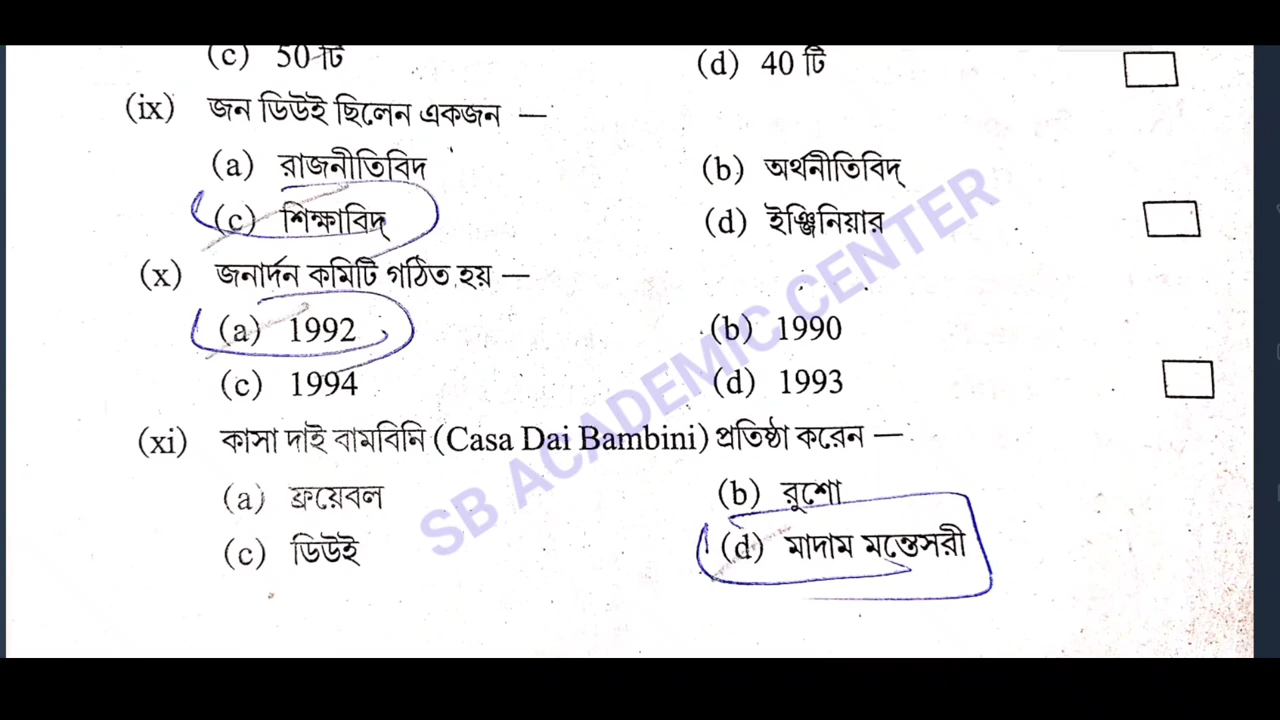 (c) 50 টি (d) 40 টি
(ix) জন ডিউই ছিলেন একজন —
(a) রাজনীতিবিদ (b) অর্থনীতিবিদ্
(c) শিক্ষাবিদ্ (d) ইঞ্জিনিয়ার
(x) জনার্দন কমিটি গঠিত হয় —
(a) 1992 (b) 1990
(c) 1994 (d) 1993
(xi) কাসা দাই বামবিনি (Casa Dai Bambini) প্রতিষ্ঠা করেন —
(a) ফ্রয়েবল (b) রুশো
(c) ডিউই (d) মাদাম মন্তেসরী
SB ACADEMIC CENTER